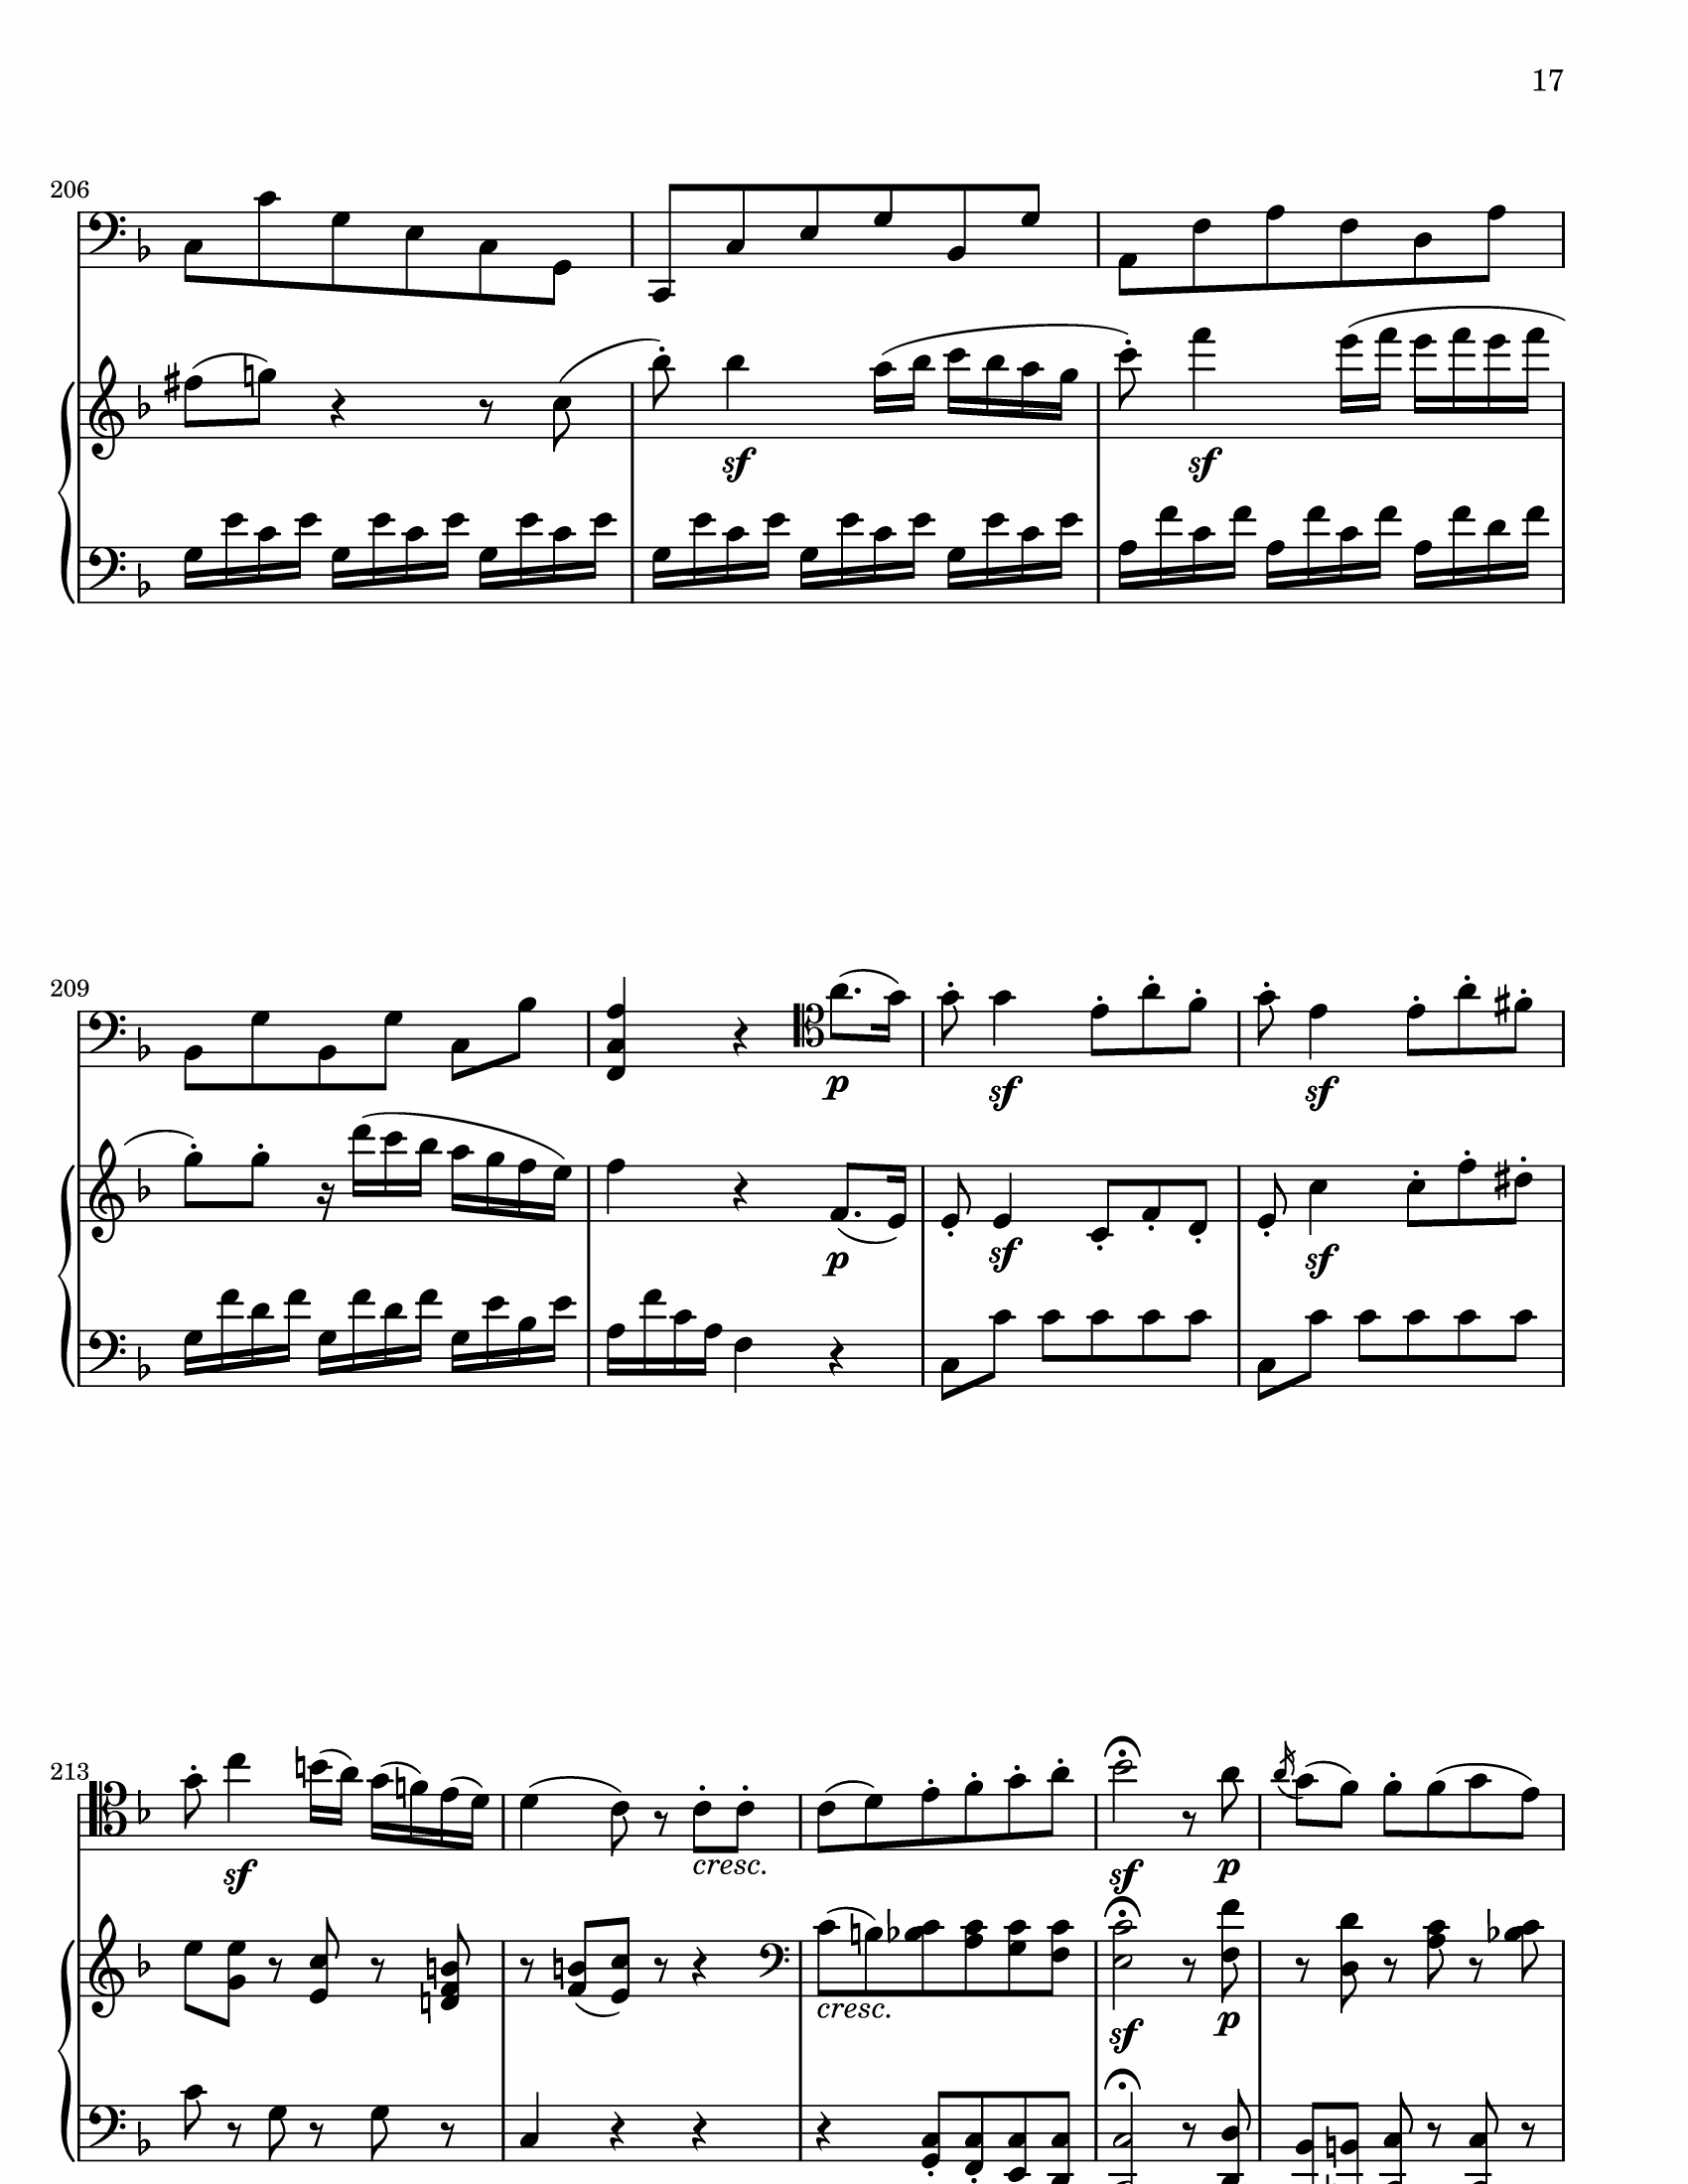 17
206
sf sf
209
p sf sf
p sf sf
213
sf cresc. sf p
cresc. sf p